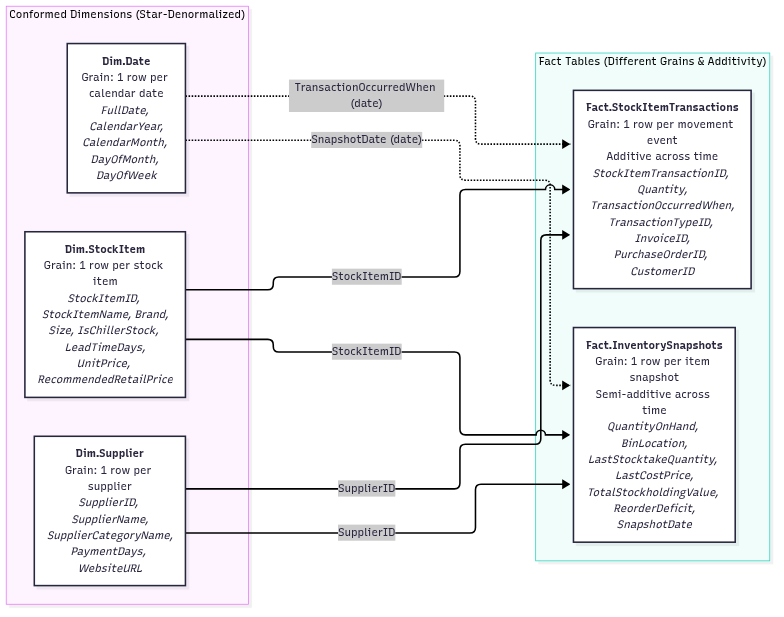 Conformed Dimensions (Star-Denormalized)
Dim.Date
Grain: 1 row per
calendar date
FullDate,
CalendarYear,
CalendarMonth,
DayOfMonth,
DayOfWeek
Dim.StockItem
Grain: 1 row per stock
item
StockItemID,
StockItemName, Brand,
Size, IsChillerStock,
LeadTimeDays,
UnitPrice,
RecommendedRetailPrice
Dim.Supplier
Grain: 1 row per
supplier
SupplierID,
SupplierName,
SupplierCategoryName,
PaymentDays,
WebsiteURL
TransactionOccurredWhen
(date)
SnapshotDate (date)
StockItemID
StockItemID
SupplierID
SupplierID
Fact Tables (Different Grains & Additivity)
Fact.StockItemTransactions
Grain: 1 row per movement
event
Additive across time
StockItemTransactionID,
Quantity,
TransactionOccurredWhen,
TransactionTypeID,
InvoiceID,
PurchaseOrderID,
CustomerID
Fact.InventorySnapshots
Grain: 1 row per item
snapshot
Semi-additive across
time
QuantityOnHand,
BinLocation,
LastStocktakeQuantity,
LastCostPrice,
TotalStockholdingValue,
ReorderDeficit,
SnapshotDate